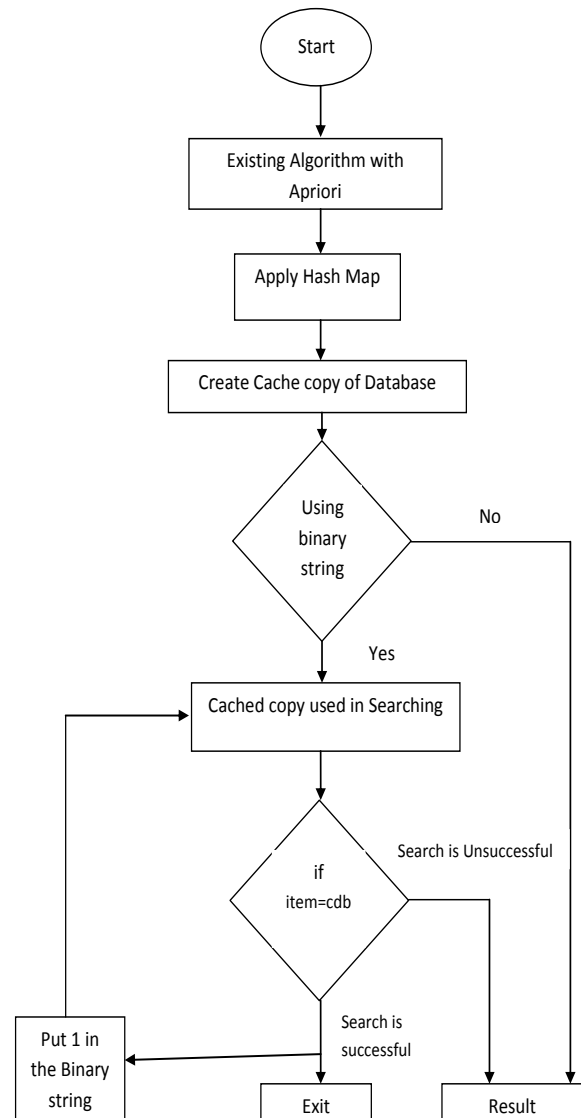 Start
Existing Algorithm with
Apriori
Apply Hash Map
Create Cache copy of Database
Using
binary
string
No
Yes
Cached copy used in Searching
Search is Unsuccessful
if
item=cdb
Search is
successful
Put 1 in
the Binary
string
Exit
Result